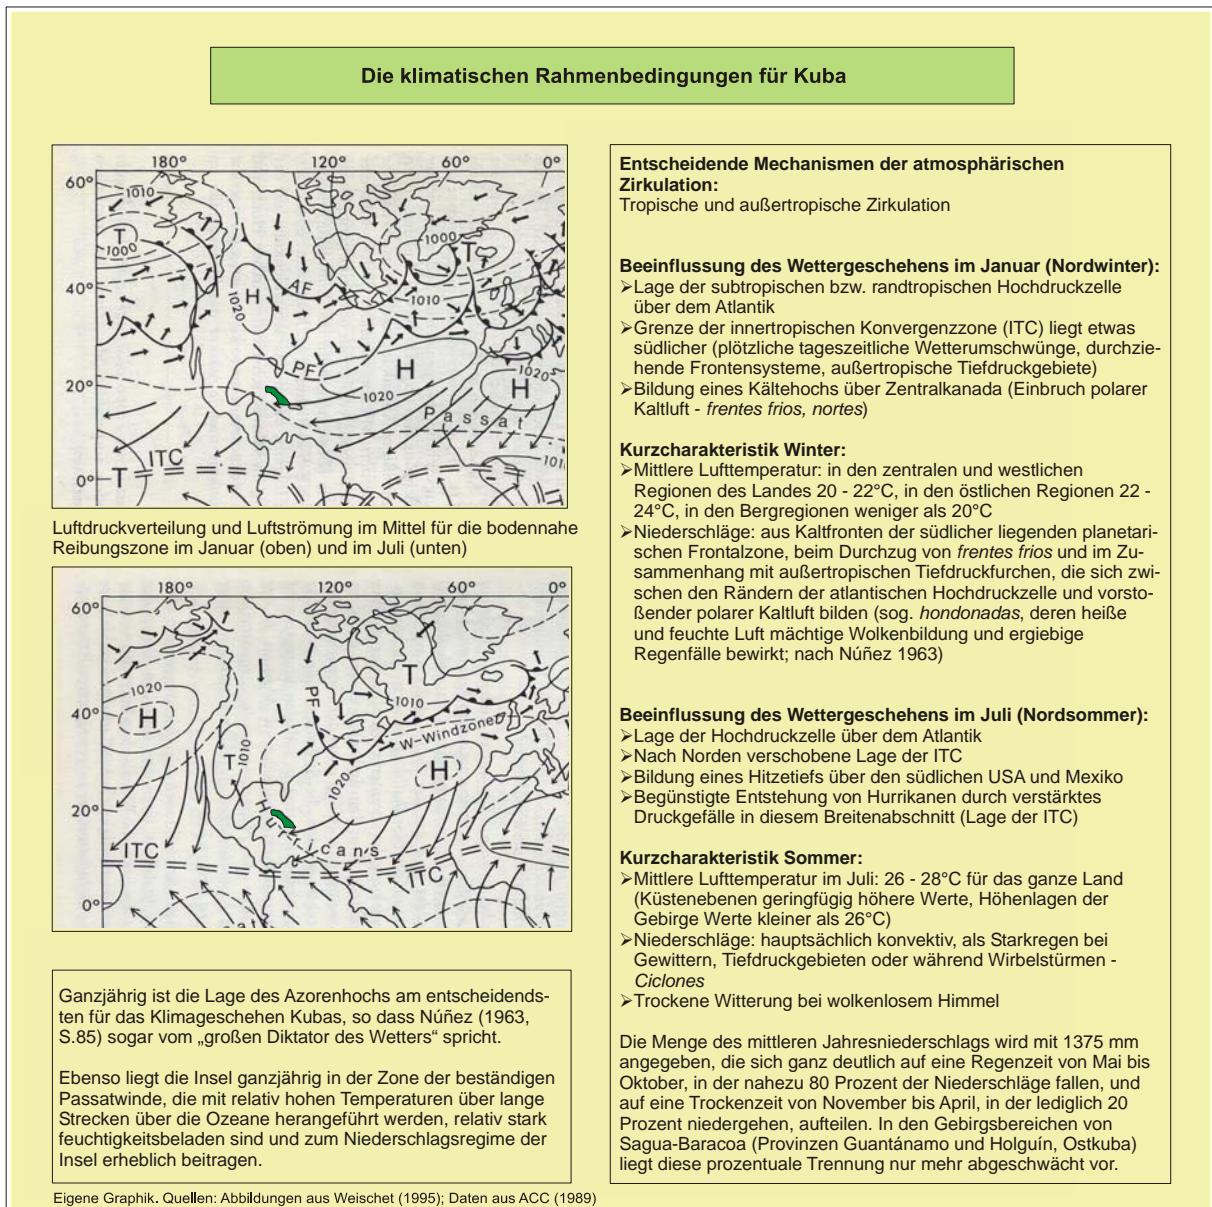 Die klimatischen Rahmenbedingungen für Kuba
180° 120° 60° 0°
60°
1010
T
1000
1000
T
40°
H
1020
AF
1010
PF
H
1020
H
20°
1020
Passat
ITC
T
0°
101
Luftdruckverteilung und Luftströmung im Mittel für die bodennahe
Reibungszone im Januar (oben) und im Juli (unten)
180° 120° 60° 0°
60°
1020
H
40°
PF
T
1010
W-Windzone
T
1010
1020
H
20°
Hurricans
ITC
ITC
0°
Ganzjährig ist die Lage des Azorenhochs am entscheidends-
ten für das Klimageschehen Kubas, so dass Núñez (1963,
S.85) sogar vom „großen Diktator des Wetters“ spricht.
Ebenso liegt die Insel ganzjährig in der Zone der beständigen
Passatwinde, die mit relativ hohen Temperaturen über lange
Strecken über die Ozeane herangeführt werden, relativ stark
feuchtigkeitsbeladen sind und zum Niederschlagsregime der
Insel erheblich beitragen.
Entscheidende Mechanismen der atmosphärischen
Zirkulation:
Tropische und außertropische Zirkulation
Beeinflussung des Wettergeschehens im Januar (Nordwinter):
➢Lage der subtropischen bzw. randtropischen Hochdruckzelle
über dem Atlantik
➢Grenze der innertropischen Konvergenzzone (ITC) liegt etwas
südlicher (plötzliche tageszeitliche Wetterumschwünge, durchzie-
hende Frontensysteme, außertropische Tiefdruckgebiete)
➢Bildung eines Kältehochs über Zentralkanada (Einbruch polarer
Kaltluft - frentes frios, nortes)
Kurzcharakteristik Winter:
➢Mittlere Lufttemperatur: in den zentralen und westlichen
Regionen des Landes 20 - 22°C, in den östlichen Regionen 22 -
24°C, in den Bergregionen weniger als 20°C
➢Niederschläge: aus Kaltfronten der südlicher liegenden planetari-
schen Frontalzone, beim Durchzug von frentes frios und im Zu-
sammenhang mit außertropischen Tiefdruckfurchen, die sich zwi-
schen den Rändern der atlantischen Hochdruckzelle und vorsto-
ßender polarer Kaltluft bilden (sog. hondonadas, deren heiße
und feuchte Luft mächtige Wolkenbildung und ergiebige
Regenfälle bewirkt; nach Núñez 1963)
Beeinflussung des Wettergeschehens im Juli (Nordsommer):
➢Lage der Hochdruckzelle über dem Atlantik
➢Nach Norden verschobene Lage der ITC
➢Bildung eines Hitzetiefs über den südlichen USA und Mexiko
➢Begünstigte Entstehung von Hurrikanen durch verstärktes
Druckgefälle in diesem Breitenabschnitt (Lage der ITC)
Kurzcharakteristik Sommer:
➢Mittlere Lufttemperatur im Juli: 26 - 28°C für das ganze Land
(Küstenebenen geringfügig höhere Werte, Höhenlagen der
Gebirge Werte kleiner als 26°C)
➢Niederschläge: hauptsächlich konvektiv, als Starkregen bei
Gewittern, Tiefdruckgebieten oder während Wirbelstürmen -
Ciclones
➢Trockene Witterung bei wolkenlosem Himmel
Die Menge des mittleren Jahresniederschlags wird mit 1375 mm
angegeben, die sich ganz deutlich auf eine Regenzeit von Mai bis
Oktober, in der nahezu 80 Prozent der Niederschläge fallen, und
auf eine Trockenzeit von November bis April, in der lediglich 20
Prozent niedergehen, aufteilen. In den Gebirgsbereichen von
Sagua-Baracoa (Provinzen Guantánamo und Holguín, Ostkuba)
liegt diese prozentuale Trennung nur mehr abgeschwächt vor.
Eigene Graphik. Quellen: Abbildungen aus Weischet (1995); Daten aus ACC (1989)